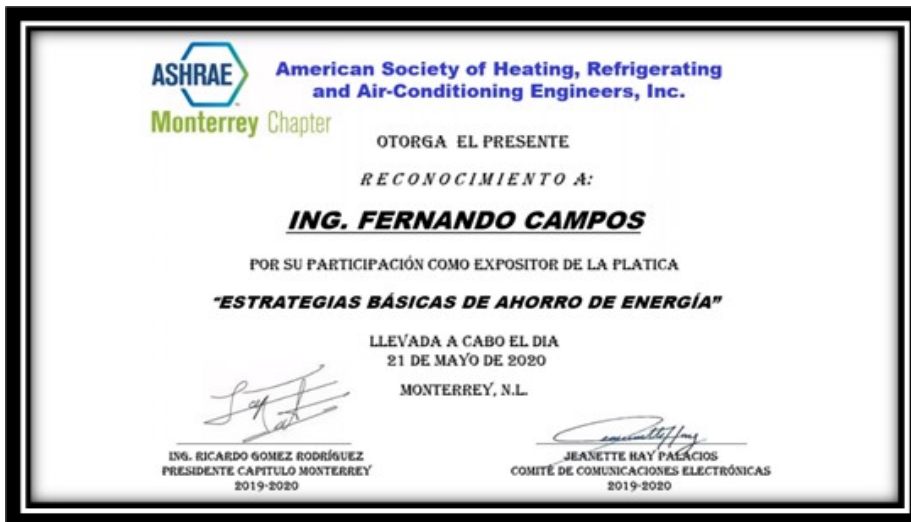 ASHRAE
Monterrey Chapter
American Society of Heating, Refrigerating
and Air-Conditioning Engineers, Inc.
OTORGA EL PRESENTE
RECONOCIMIENTO A:
ING. FERNANDO CAMPOS
POR SU PARTICIPACIÓN COMO EXPOSITOR DE LA PLATICA
"ESTRATEGIAS BÁSICAS DE AHORRO DE ENERGÍA"
LLEVADA A CABO EL DIA
21 DE MAYO DE 2020
MONTERREY, N.L.
ING. RICARDO GOMEZ RODRÍGUEZ
PRESIDENTE CAPITULO MONTERREY
2019-2020
JEANETTE HAY PALACIOS
COMITÉ DE COMUNICACIONES ELECTRÓNICAS
2019-2020